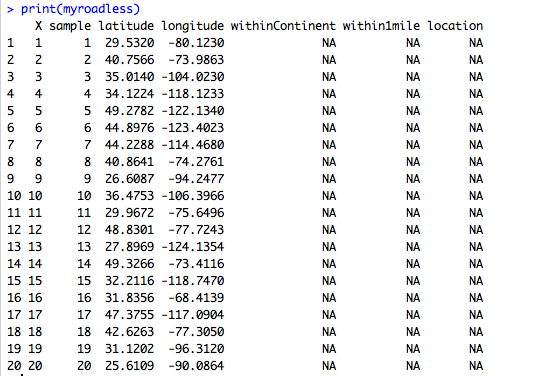 > print(myroadless)
X sample latitude longitude withinContinent within1mile location
1 1 1 29.5320 -80.1230 NA NA NA
2 2 2 40.7566 -73.9863 NA NA NA
3 3 3 35.0140 -104.0230 NA NA NA
4 4 4 34.1224 -118.1233 NA NA NA
5 5 5 49.2782 -122.1340 NA NA NA
6 6 6 44.8976 -123.4023 NA NA NA
7 7 7 44.2288 -114.4680 NA NA NA
8 8 8 40.8641 -74.2761 NA NA NA
9 9 9 26.6087 -94.2477 NA NA NA
10 10 10 36.4753 -106.3966 NA NA NA
11 11 11 29.9672 -75.6496 NA NA NA
12 12 12 48.8301 -77.7243 NA NA NA
13 13 13 27.8969 -124.1354 NA NA NA
14 14 14 49.3266 -73.4116 NA NA NA
15 15 15 32.2116 -118.7470 NA NA NA
16 16 16 31.8356 -68.4139 NA NA NA
17 17 17 47.3755 -117.0904 NA NA NA
18 18 18 42.6263 -77.3050 NA NA NA
19 19 19 31.1202 -96.3120 NA NA NA
20 20 20 25.6109 -90.0864 NA NA NA